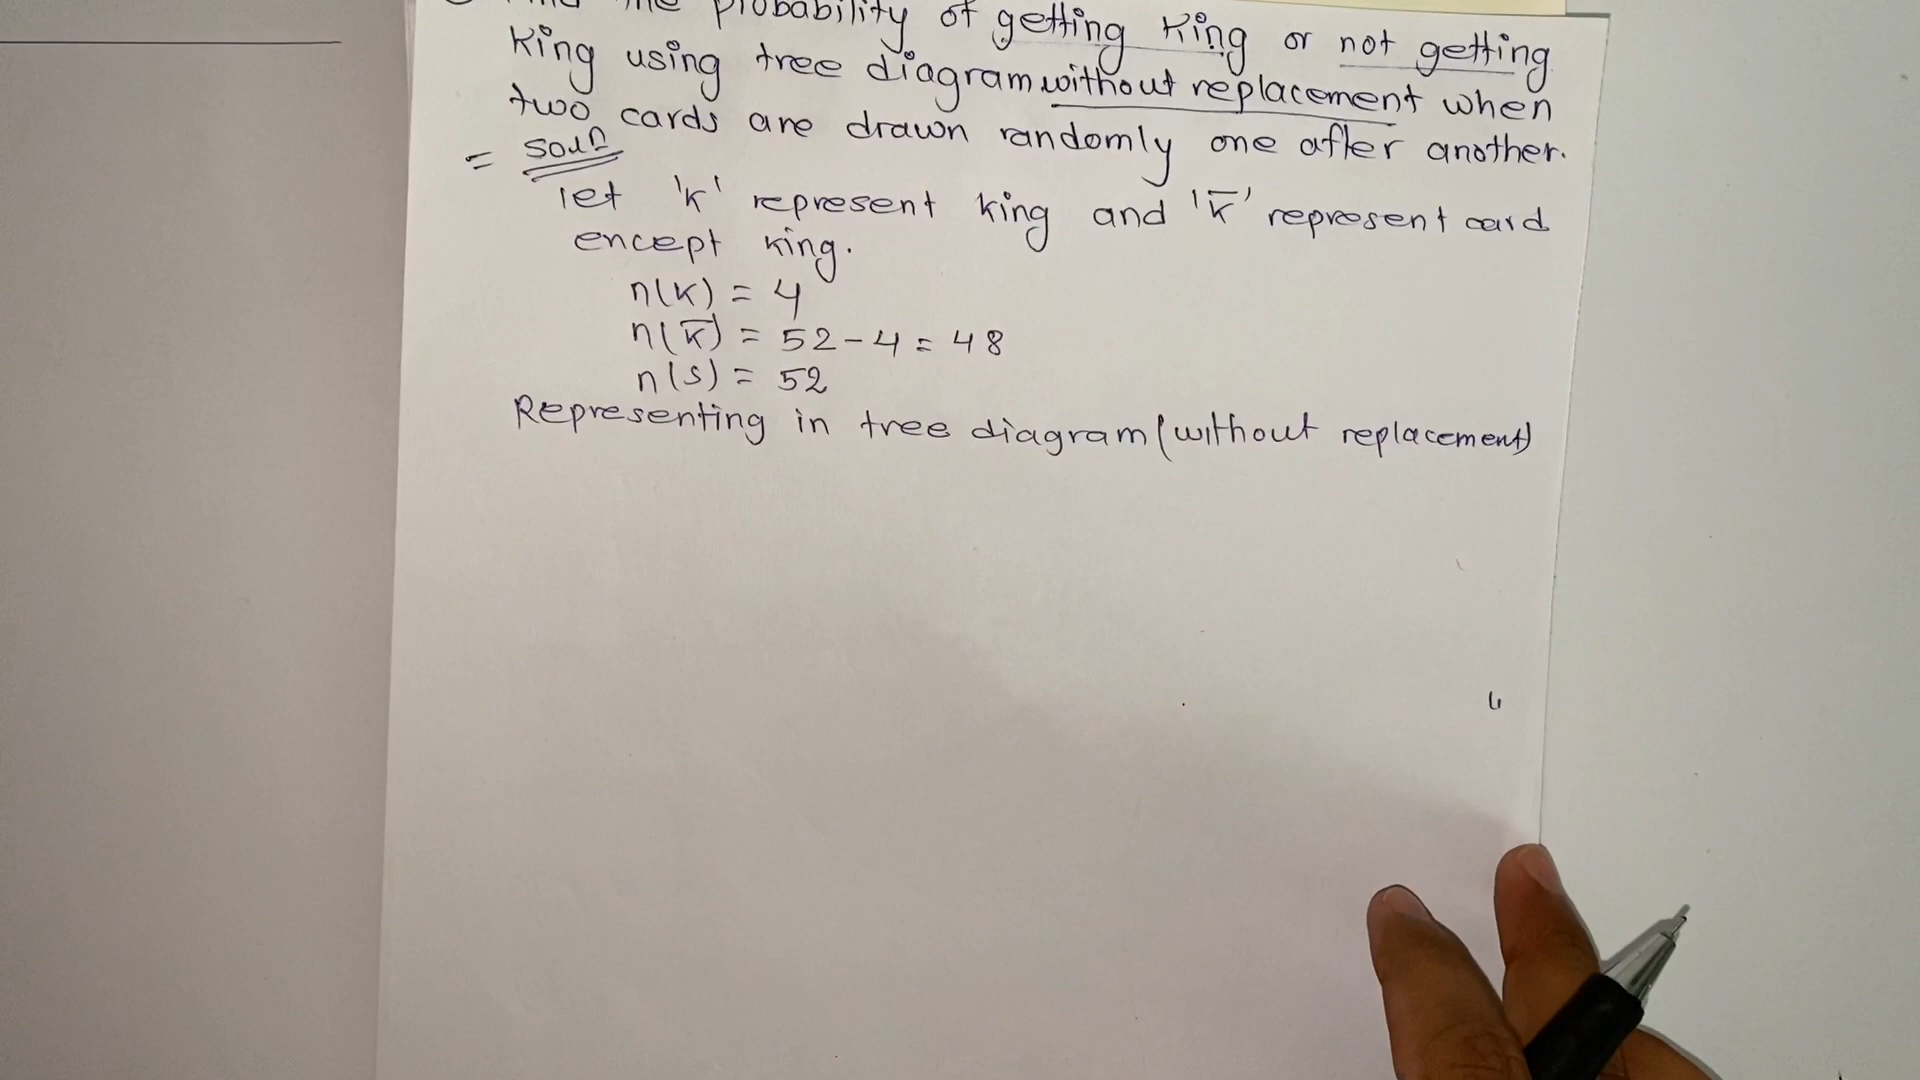 the probability of getting King or not getting
King using tree diagram without replacement when
two cards are drawn randomly one after another.
= Soln
let 'K' represent king and 'K̅' represent card
encept king.
n(K) = 4
n(K̅) = 52 - 4 = 48
n(S) = 52
Representing in tree diagram (without replacement)